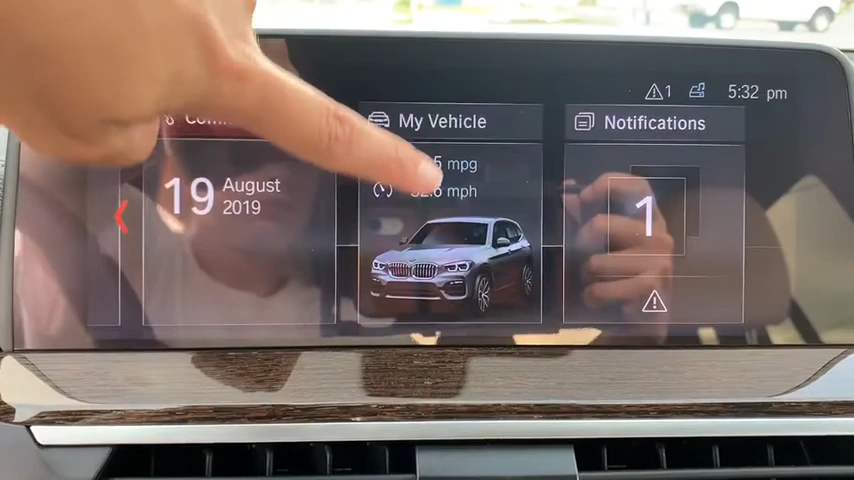 1 5:32 pm
My Vehicle
Notifications
19 August
2019
mpg
mph
1